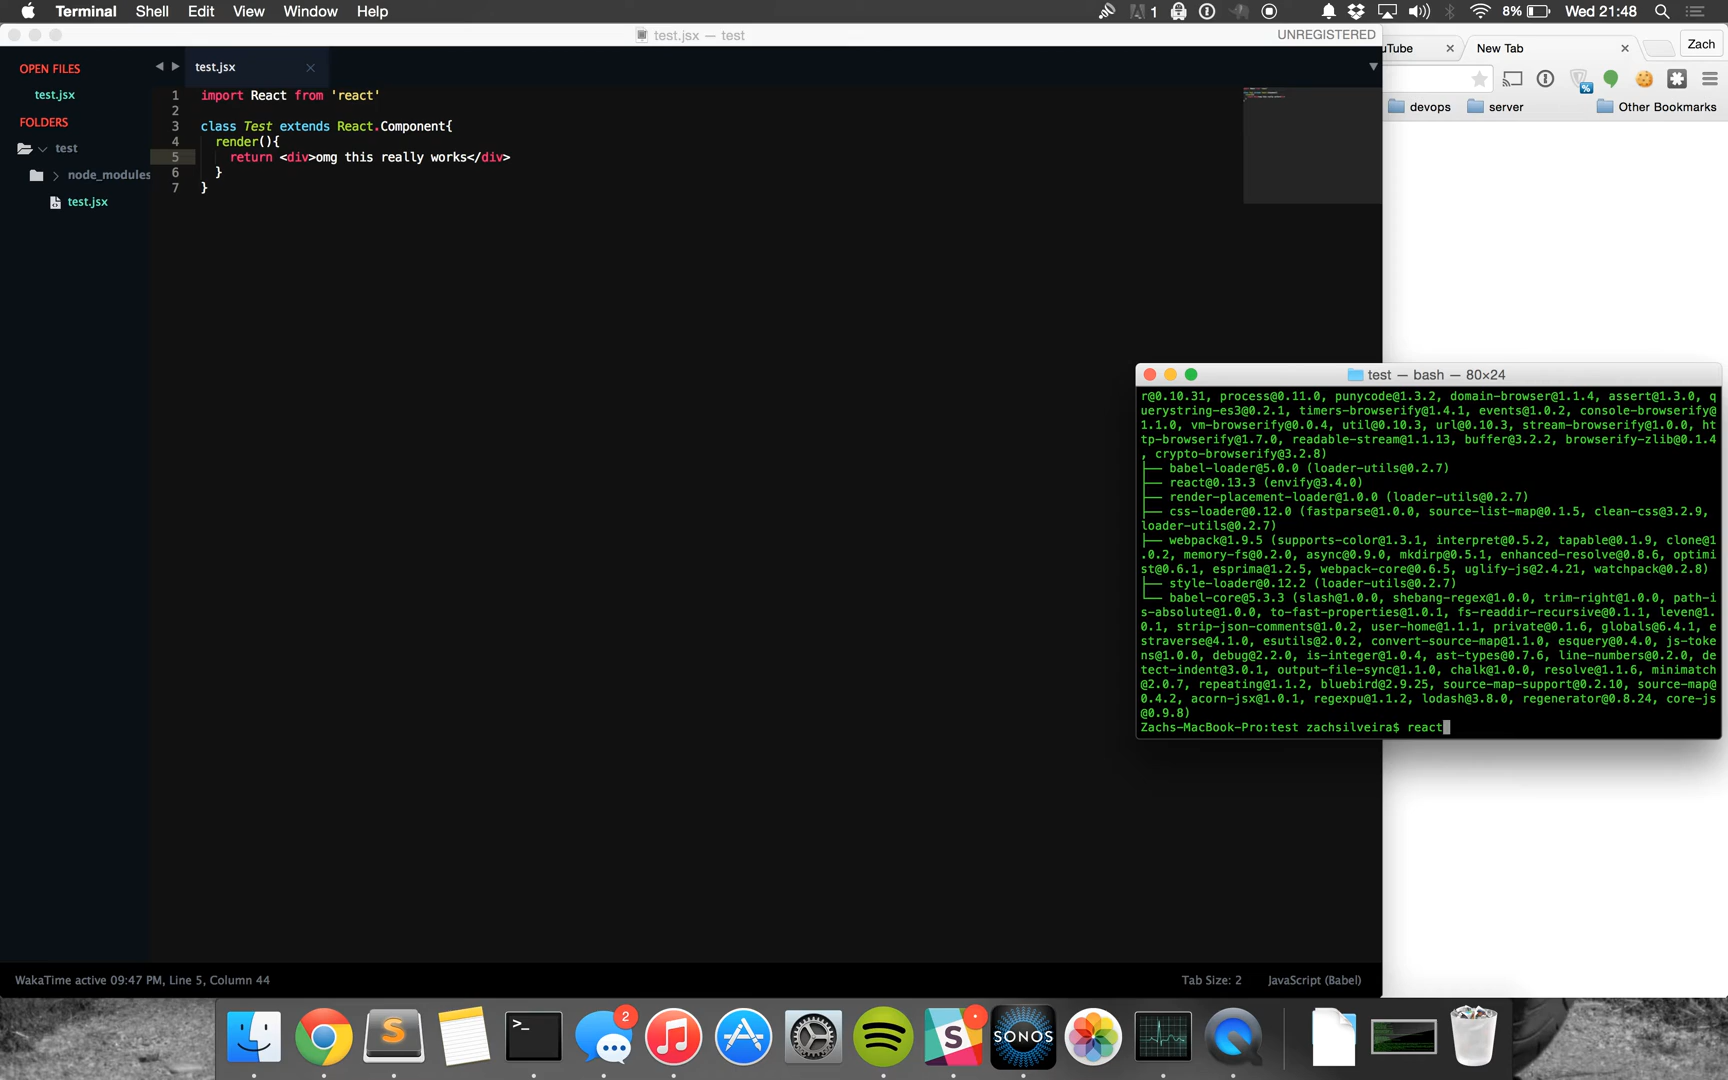 Terminal Shell Edit View Window Help 1 8% Wed 21:48
test.jsx — test UNREGISTERED
uTube New Tab Zach
devops server Other Bookmarks
OPEN FILES
test.jsx
FOLDERS
test
node_modules
test.jsx
test.jsx
1 import React from 'react'
2
3 class Test extends React.Component{
4 render(){
5 return <div>omg this really works</div>
6 }
7 }
test — bash — 80×24
r@0.10.31, process@0.11.0, punycode@1.3.2, domain-browser@1.1.4, assert@1.3.0, q
uerystring-es3@0.2.1, timers-browserify@1.4.1, events@1.0.2, console-browserify@
1.1.0, vm-browserify@0.0.4, util@0.10.3, url@0.10.3, stream-browserify@1.0.0, ht
tp-browserify@1.7.0, readable-stream@1.1.13, buffer@3.2.2, browserify-zlib@0.1.4
, crypto-browserify@3.2.8)
├── babel-loader@5.0.0 (loader-utils@0.2.7)
├── react@0.13.3 (envify@3.4.0)
├── render-placement-loader@1.0.0 (loader-utils@0.2.7)
├── css-loader@0.12.0 (fastparse@1.0.0, source-list-map@0.1.5, clean-css@3.2.9,
loader-utils@0.2.7)
├── webpack@1.9.5 (supports-color@1.3.1, interpret@0.5.2, tapable@0.1.9, clone@1
.0.2, memory-fs@0.2.0, async@0.9.0, mkdirp@0.5.1, enhanced-resolve@0.8.6, optimi
st@0.6.1, esprima@1.2.5, webpack-core@0.6.5, uglify-js@2.4.21, watchpack@0.2.8)
├── style-loader@0.12.2 (loader-utils@0.2.7)
└── babel-core@5.3.3 (slash@1.0.0, shebang-regex@1.0.0, trim-right@1.0.0, path-i
s-absolute@1.0.0, to-fast-properties@1.0.1, fs-readdir-recursive@0.1.1, leven@1.
0.1, strip-json-comments@1.0.2, user-home@1.1.1, private@0.1.6, globals@6.4.1, e
straverse@4.1.0, esutils@2.0.2, convert-source-map@1.1.0, esquery@0.4.0, js-toke
ns@1.0.0, debug@2.2.0, is-integer@1.0.4, ast-types@0.7.6, line-numbers@0.2.0, de
tect-indent@3.0.1, output-file-sync@1.1.0, chalk@1.0.0, resolve@1.1.6, minimatch
@2.0.7, repeating@1.1.2, bluebird@2.9.25, source-map-support@0.2.10, source-map@
0.4.2, acorn-jsx@1.0.1, regexpu@1.1.2, lodash@3.8.0, regenerator@0.8.24, core-js
@0.9.8)
Zachs-MacBook-Pro:test zachsilveira$ react
WakaTime active 09:47 PM, Line 5, Column 44 Tab Size: 2 JavaScript (Babel)
2
SONOS